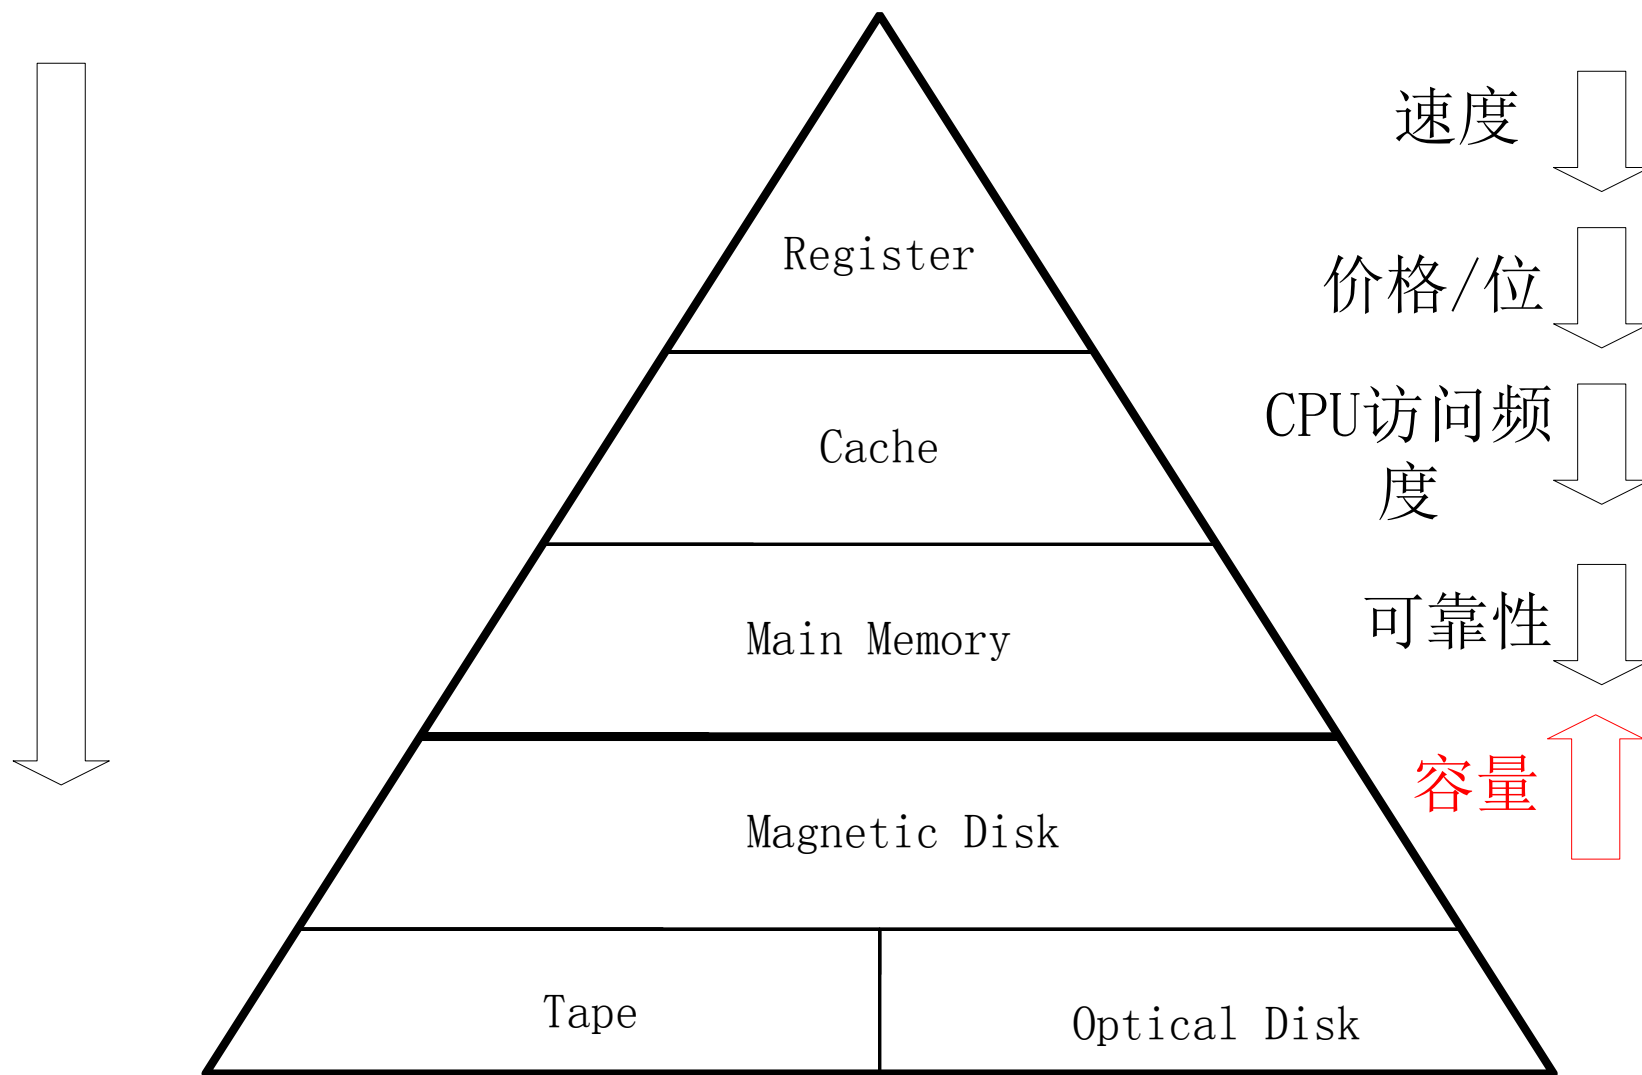 Register
Cache
Main Memory
Magnetic Disk
Tape
Optical Disk
速度
价格/位
CPU访问频
度
可靠性
容量